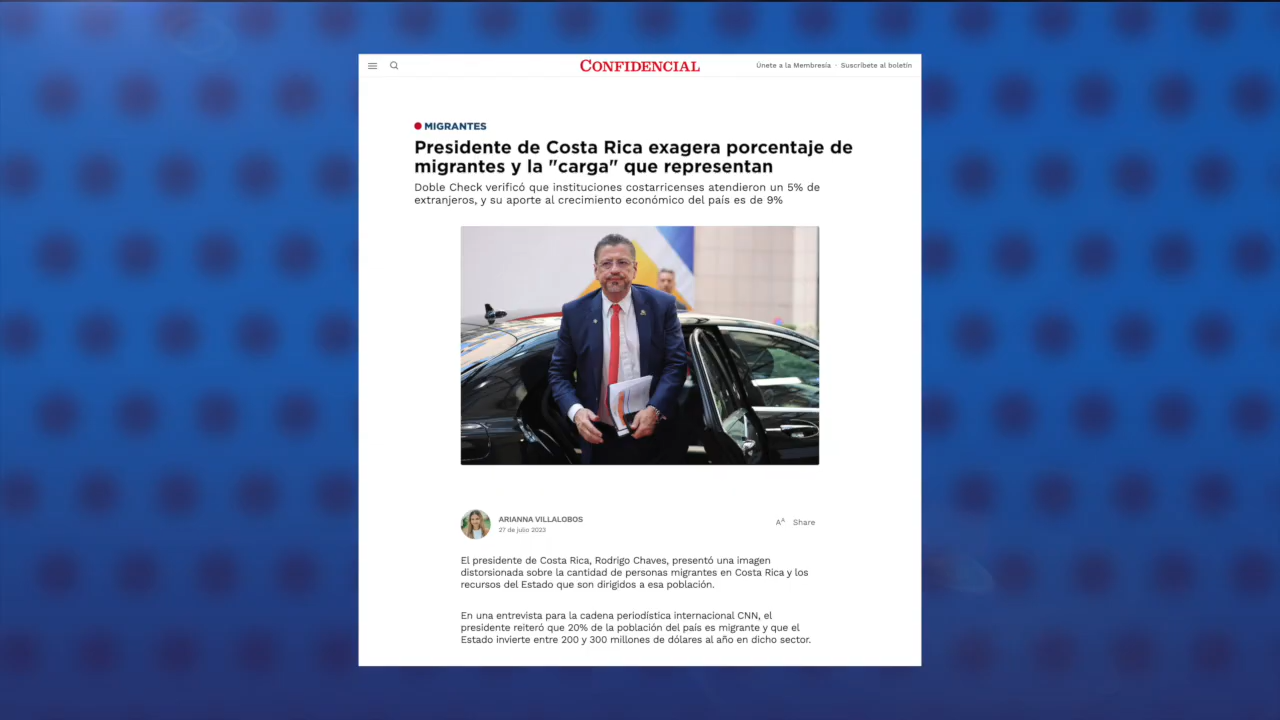 CONFIDENCIAL
Únete a la Membresía · Suscríbete al boletín
MIGRANTES
Presidente de Costa Rica exagera porcentaje de
migrantes y la "carga" que representan
Doble Check verificó que instituciones costarricenses atendieron un 5% de
extranjeros, y su aporte al crecimiento económico del país es de 9%
ARIANNA VILLALOBOS
27 de julio 2023
AA Share
El presidente de Costa Rica, Rodrigo Chaves, presentó una imagen
distorsionada sobre la cantidad de personas migrantes en Costa Rica y los
recursos del Estado que son dirigidos a esa población.
En una entrevista para la cadena periodística internacional CNN, el
presidente reiteró que 20% de la población del país es migrante y que el
Estado invierte entre 200 y 300 millones de dólares al año en dicho sector.